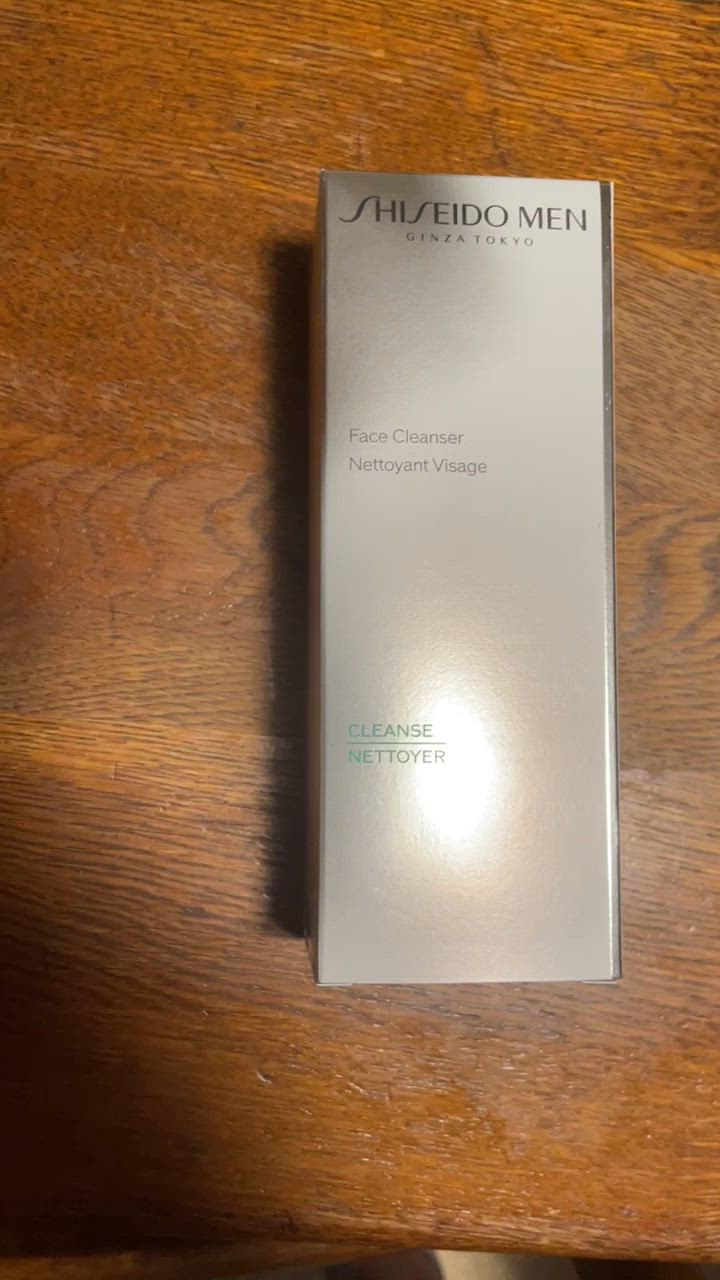 SHISEIDO MEN
GINZA TOKYO
Face Cleanser
Nettoyant Visage
CLEANSE
NETTOYER